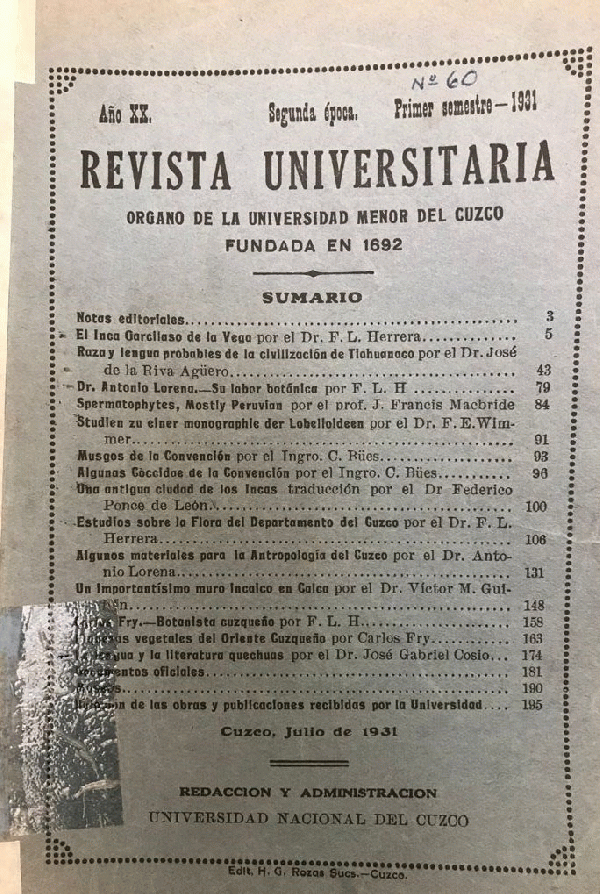 Nº 60
Año XX. Segunda época. Primer semestre—1931
REVISTA UNIVERSITARIA
ORGANO DE LA UNIVERSIDAD MENOR DEL CUZCO
FUNDADA EN 1692
SUMARIO
Notas editoriales 3
El Inca Garcilaso de la Vega por el Dr. F. L. Herrera 5
Raza y lengua probables de la civilización de Tiahuanaco por el Dr. José
de la Riva Agüero 43
Dr. Antonio Lorena.—Su labor botánica por F. L. H 79
Spermatophytes, Mostly Peruvian por el prof. J. Francis Macbride 84
Studien zu einer monographie der Lobelioideen por el Dr. F. E. Wim-
mer 91
Musgos de la Convención por el Ingro. C. Bües 93
Algunas Còccidae de la Convención por el Ingro. C. Bües 96
Una antigua ciudad de los Incas traducción por el Dr Federico
Ponce de León 100
Estudios sobre la Flora del Departamento del Cuzco por el Dr. F. L.
Herrera 106
Algunos materiales para la Antropología del Cuzco por el Dr. Anto-
nio Lorena 131
Un importantísimo muro incaico en Calca por el Dr. Víctor M. Gui-
148
Fry.—Botanista cuzqueño por F. L. H. 158
vegetales del Oriente Cuzqueño por Carlos Fry 163
y la literatura quechuas por el Dr. José Gabriel Cosio 174
oficiales 181
190
de las obras y publicaciones recibidas por la Universidad 195
Cuzco, Julio de 1931
REDACCION Y ADMINISTRACION
UNIVERSIDAD NACIONAL DEL CUZCO
Edit. H. G. Rozas Sucs.—Cuzco.